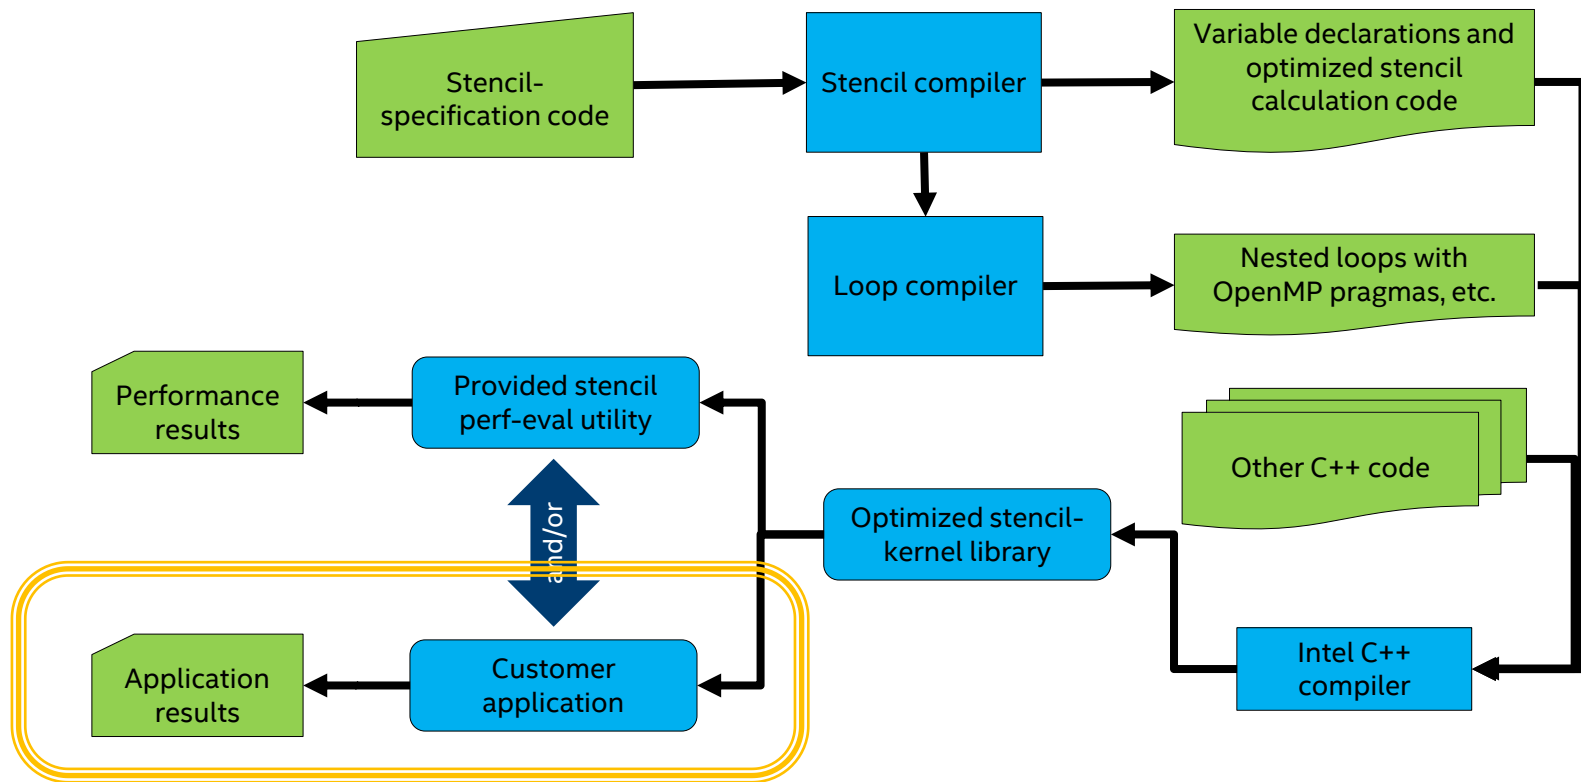 Stencil-
specification code
Stencil compiler
Variable declarations and
optimized stencil
calculation code
Loop compiler
Nested loops with
OpenMP pragmas, etc.
Performance
results
Provided stencil
perf-eval utility
Other C++ code
and/or
Optimized stencil-
kernel library
Application
results
Customer
application
Intel C++
compiler